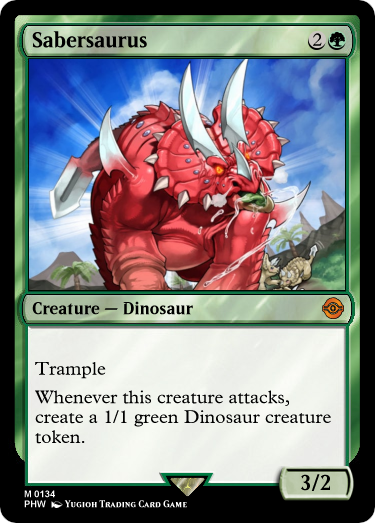 Sabersaurus 2
Creature — Dinosaur
Trample
Whenever this creature attacks,
create a 1/1 green Dinosaur creature
token.
3/2
M 0134
PHW Yugioh Trading Card Game